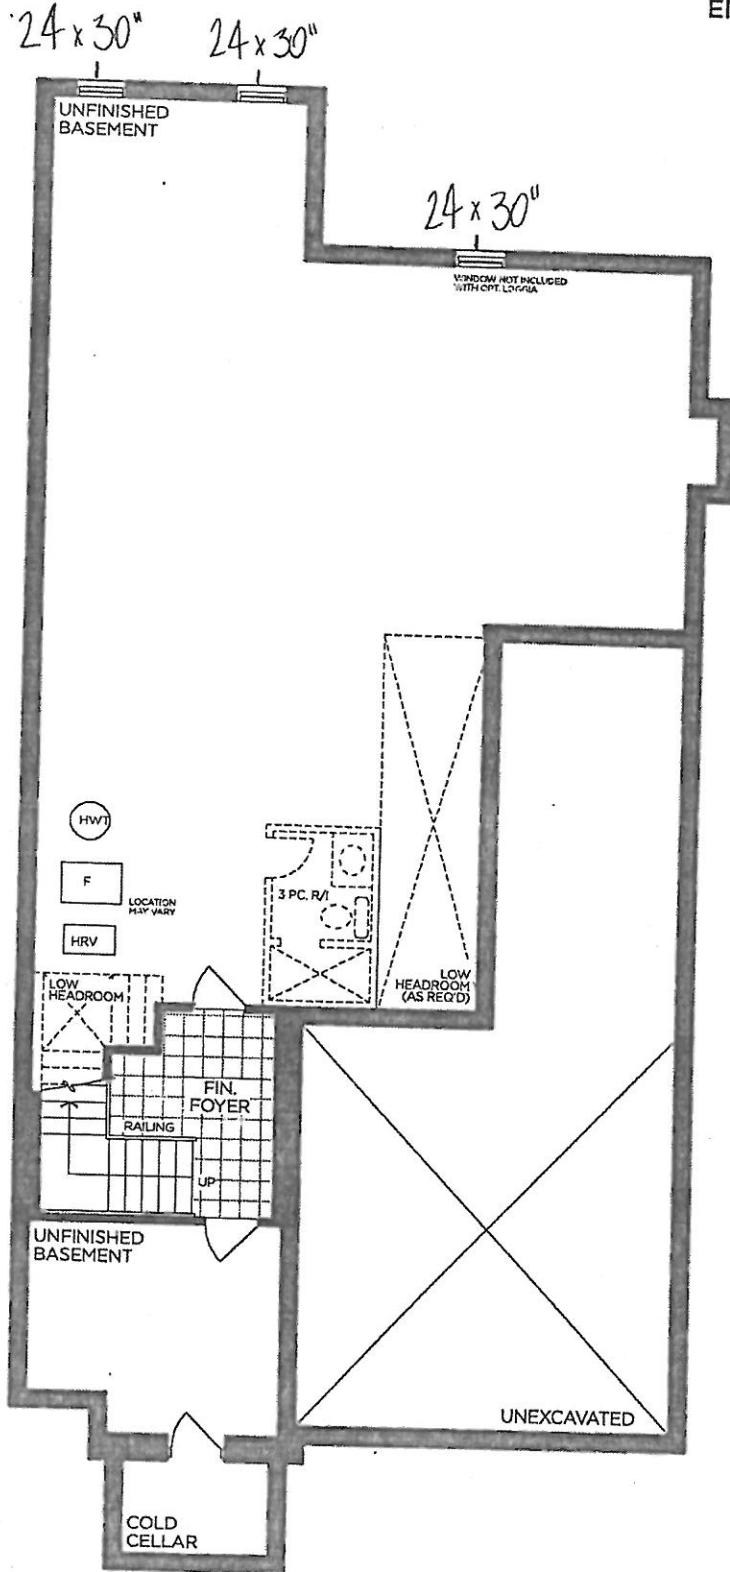 24 x 30"
24 x 30"
UNFINISHED
BASEMENT
24 x 30"
WINDOW NOT INCLUDED
WITH OPT. LOGGIA
HWT
F
LOCATION
MAY VARY
HRV
3 PC. R/I
LOW
HEADROOM
LOW
HEADROOM
(AS REQ'D)
FIN.
FOYER
RAILING
UP
UNFINISHED
BASEMENT
UNEXCAVATED
COLD
CELLAR